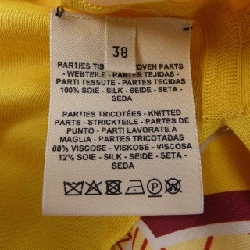 38
PARTIES TISSÉES - WOVEN PARTS
- WEBTEILE - PARTES TEJIDAS -
PARTI TESSUTE - PARTES TECIDAS
100% SOIE - SILK - SEIDE - SETA -
SEDA
PARTIES TRICOTÉES - KNITTED
PARTS - STRICKTEILE - PARTES DE
PUNTO - PARTI LAVORATE A
MAGLIA - PARTES TRICOTADAS
88% VISCOSE - VISKOSE - VISCOSA
12% SOIE - SILK - SEIDE - SETA -
SEDA
P